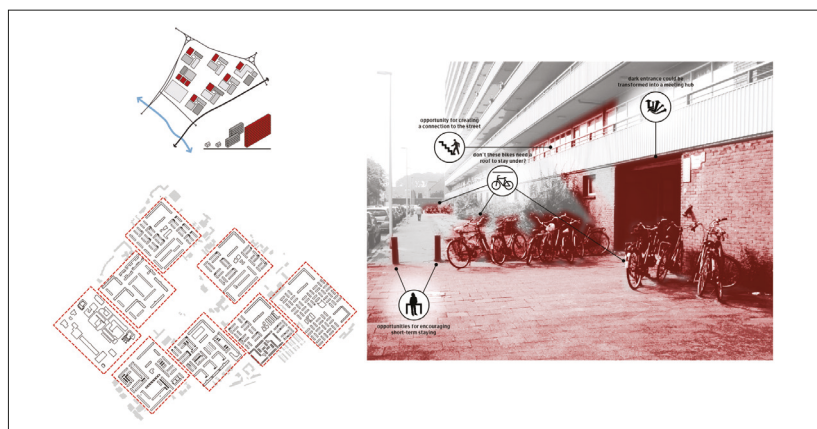 dark entrance could be
transformed into a meeting hub
opportunity for creating
a connection to the street
don't these bikes need a
roof to stay under?
opportunities for encouraging
short-term staying